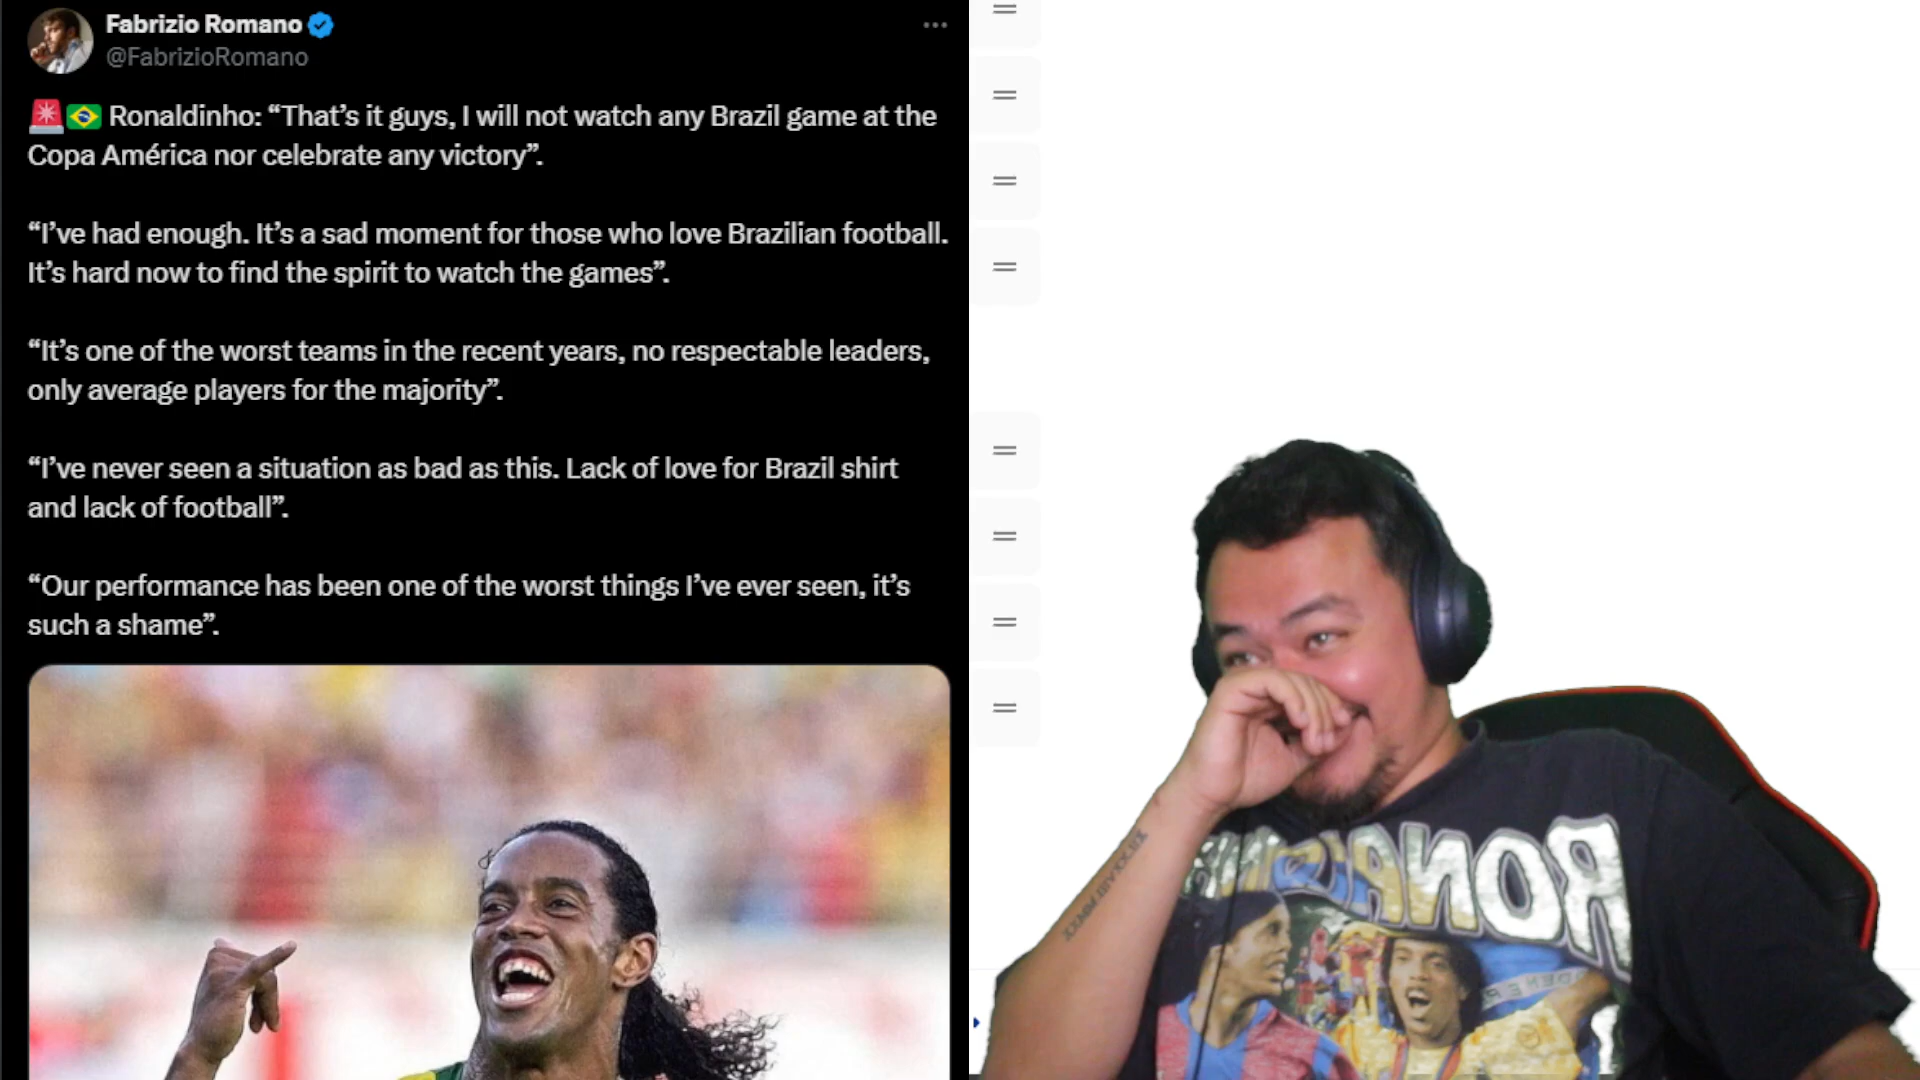 Fabrizio Romano
@FabrizioRomano
🚨🇧🇷 Ronaldinho: “That’s it guys, I will not watch any Brazil game at the
Copa América nor celebrate any victory”.
“I’ve had enough. It’s a sad moment for those who love Brazilian football.
It’s hard now to find the spirit to watch the games”.
“It’s one of the worst teams in the recent years, no respectable leaders,
only average players for the majority”.
“I’ve never seen a situation as bad as this. Lack of love for Brazil shirt
and lack of football”.
“Our performance has been one of the worst things I’ve ever seen, it’s
such a shame”.